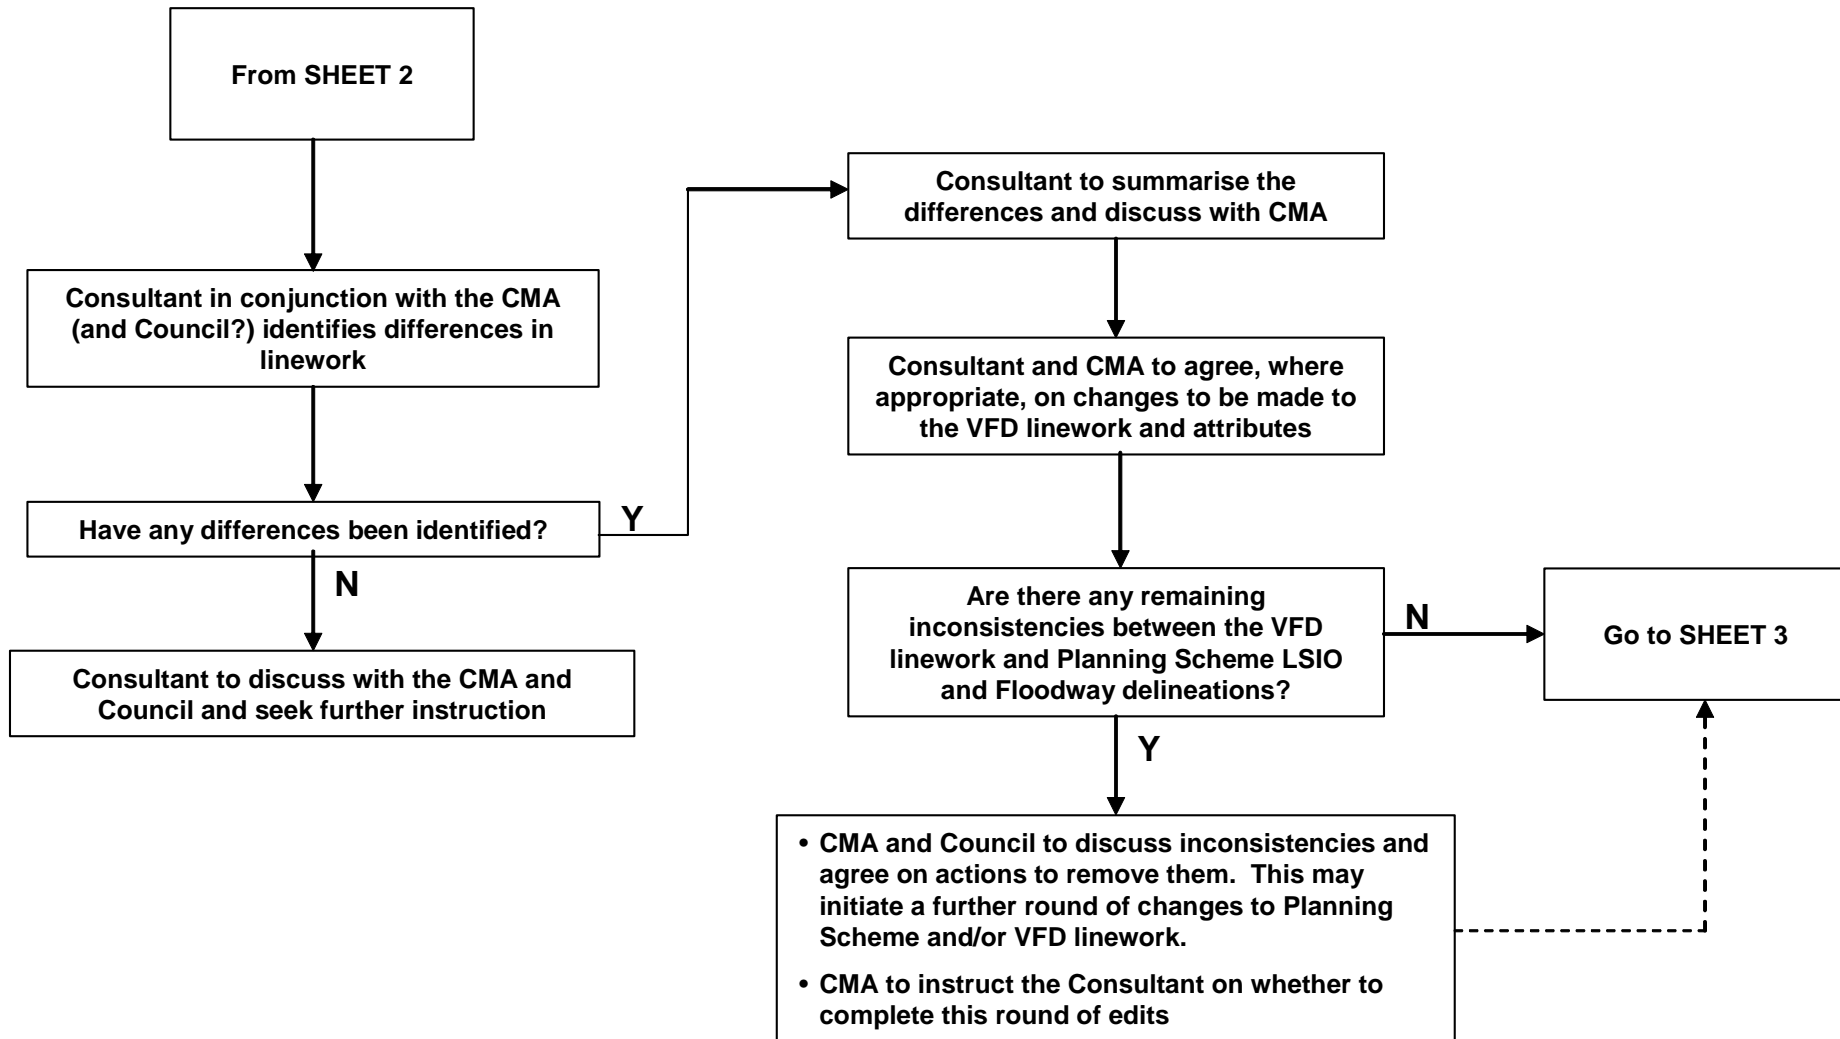 From SHEET 2
Consultant in conjunction with the CMA
(and Council?) identifies differences in
linework
Have any differences been identified?
Y
N
Consultant to discuss with the CMA and
Council and seek further instruction
Consultant to summarise the
differences and discuss with CMA
Consultant and CMA to agree, where
appropriate, on changes to be made to
the VFD linework and attributes
Are there any remaining
inconsistencies between the VFD
linework and Planning Scheme LSIO
and Floodway delineations?
N
Go to SHEET 3
Y
• CMA and Council to discuss inconsistencies and
agree on actions to remove them.  This may
initiate a further round of changes to Planning
Scheme and/or VFD linework.
• CMA to instruct the Consultant on whether to
complete this round of edits